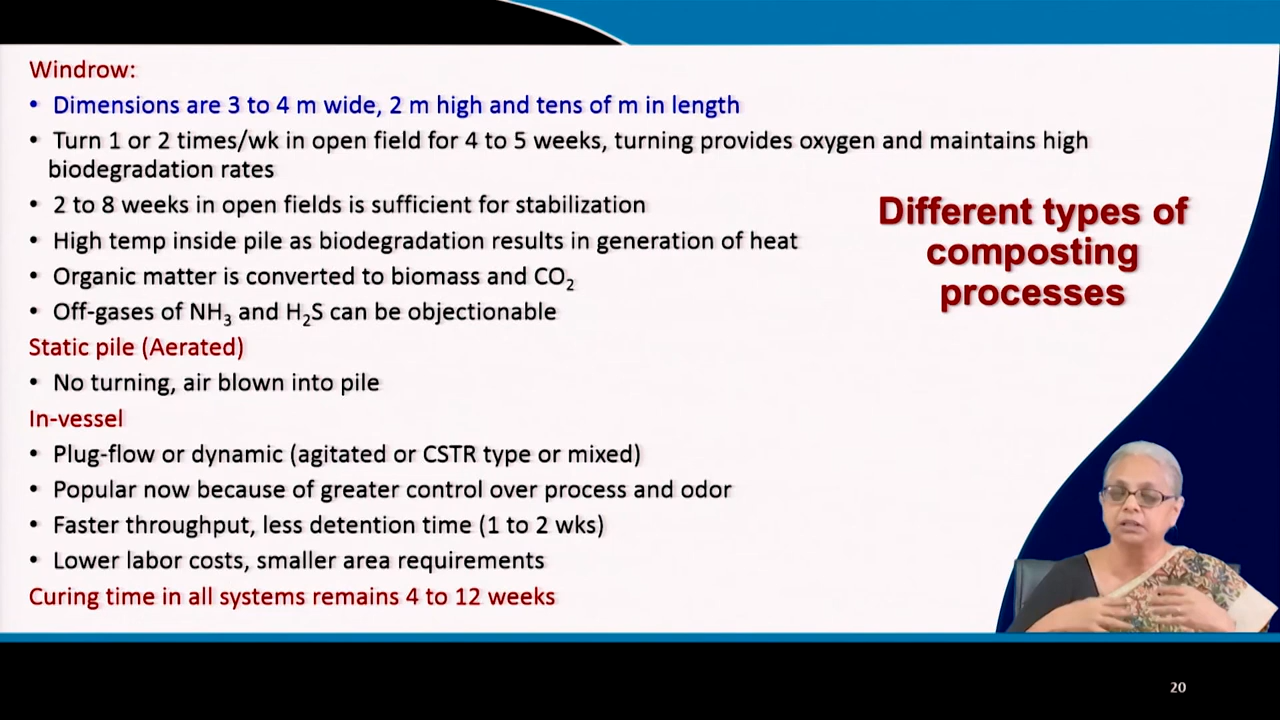 Windrow:
• Dimensions are 3 to 4 m wide, 2 m high and tens of m in length
• Turn 1 or 2 times/wk in open field for 4 to 5 weeks, turning provides oxygen and maintains high
biodegradation rates
• 2 to 8 weeks in open fields is sufficient for stabilization
• High temp inside pile as biodegradation results in generation of heat
• Organic matter is converted to biomass and CO₂
• Off-gases of NH₃ and H₂S can be objectionable
Static pile (Aerated)
• No turning, air blown into pile
In-vessel
• Plug-flow or dynamic (agitated or CSTR type or mixed)
• Popular now because of greater control over process and odor
• Faster throughput, less detention time (1 to 2 wks)
• Lower labor costs, smaller area requirements
Curing time in all systems remains 4 to 12 weeks
Different types of
composting
processes
20